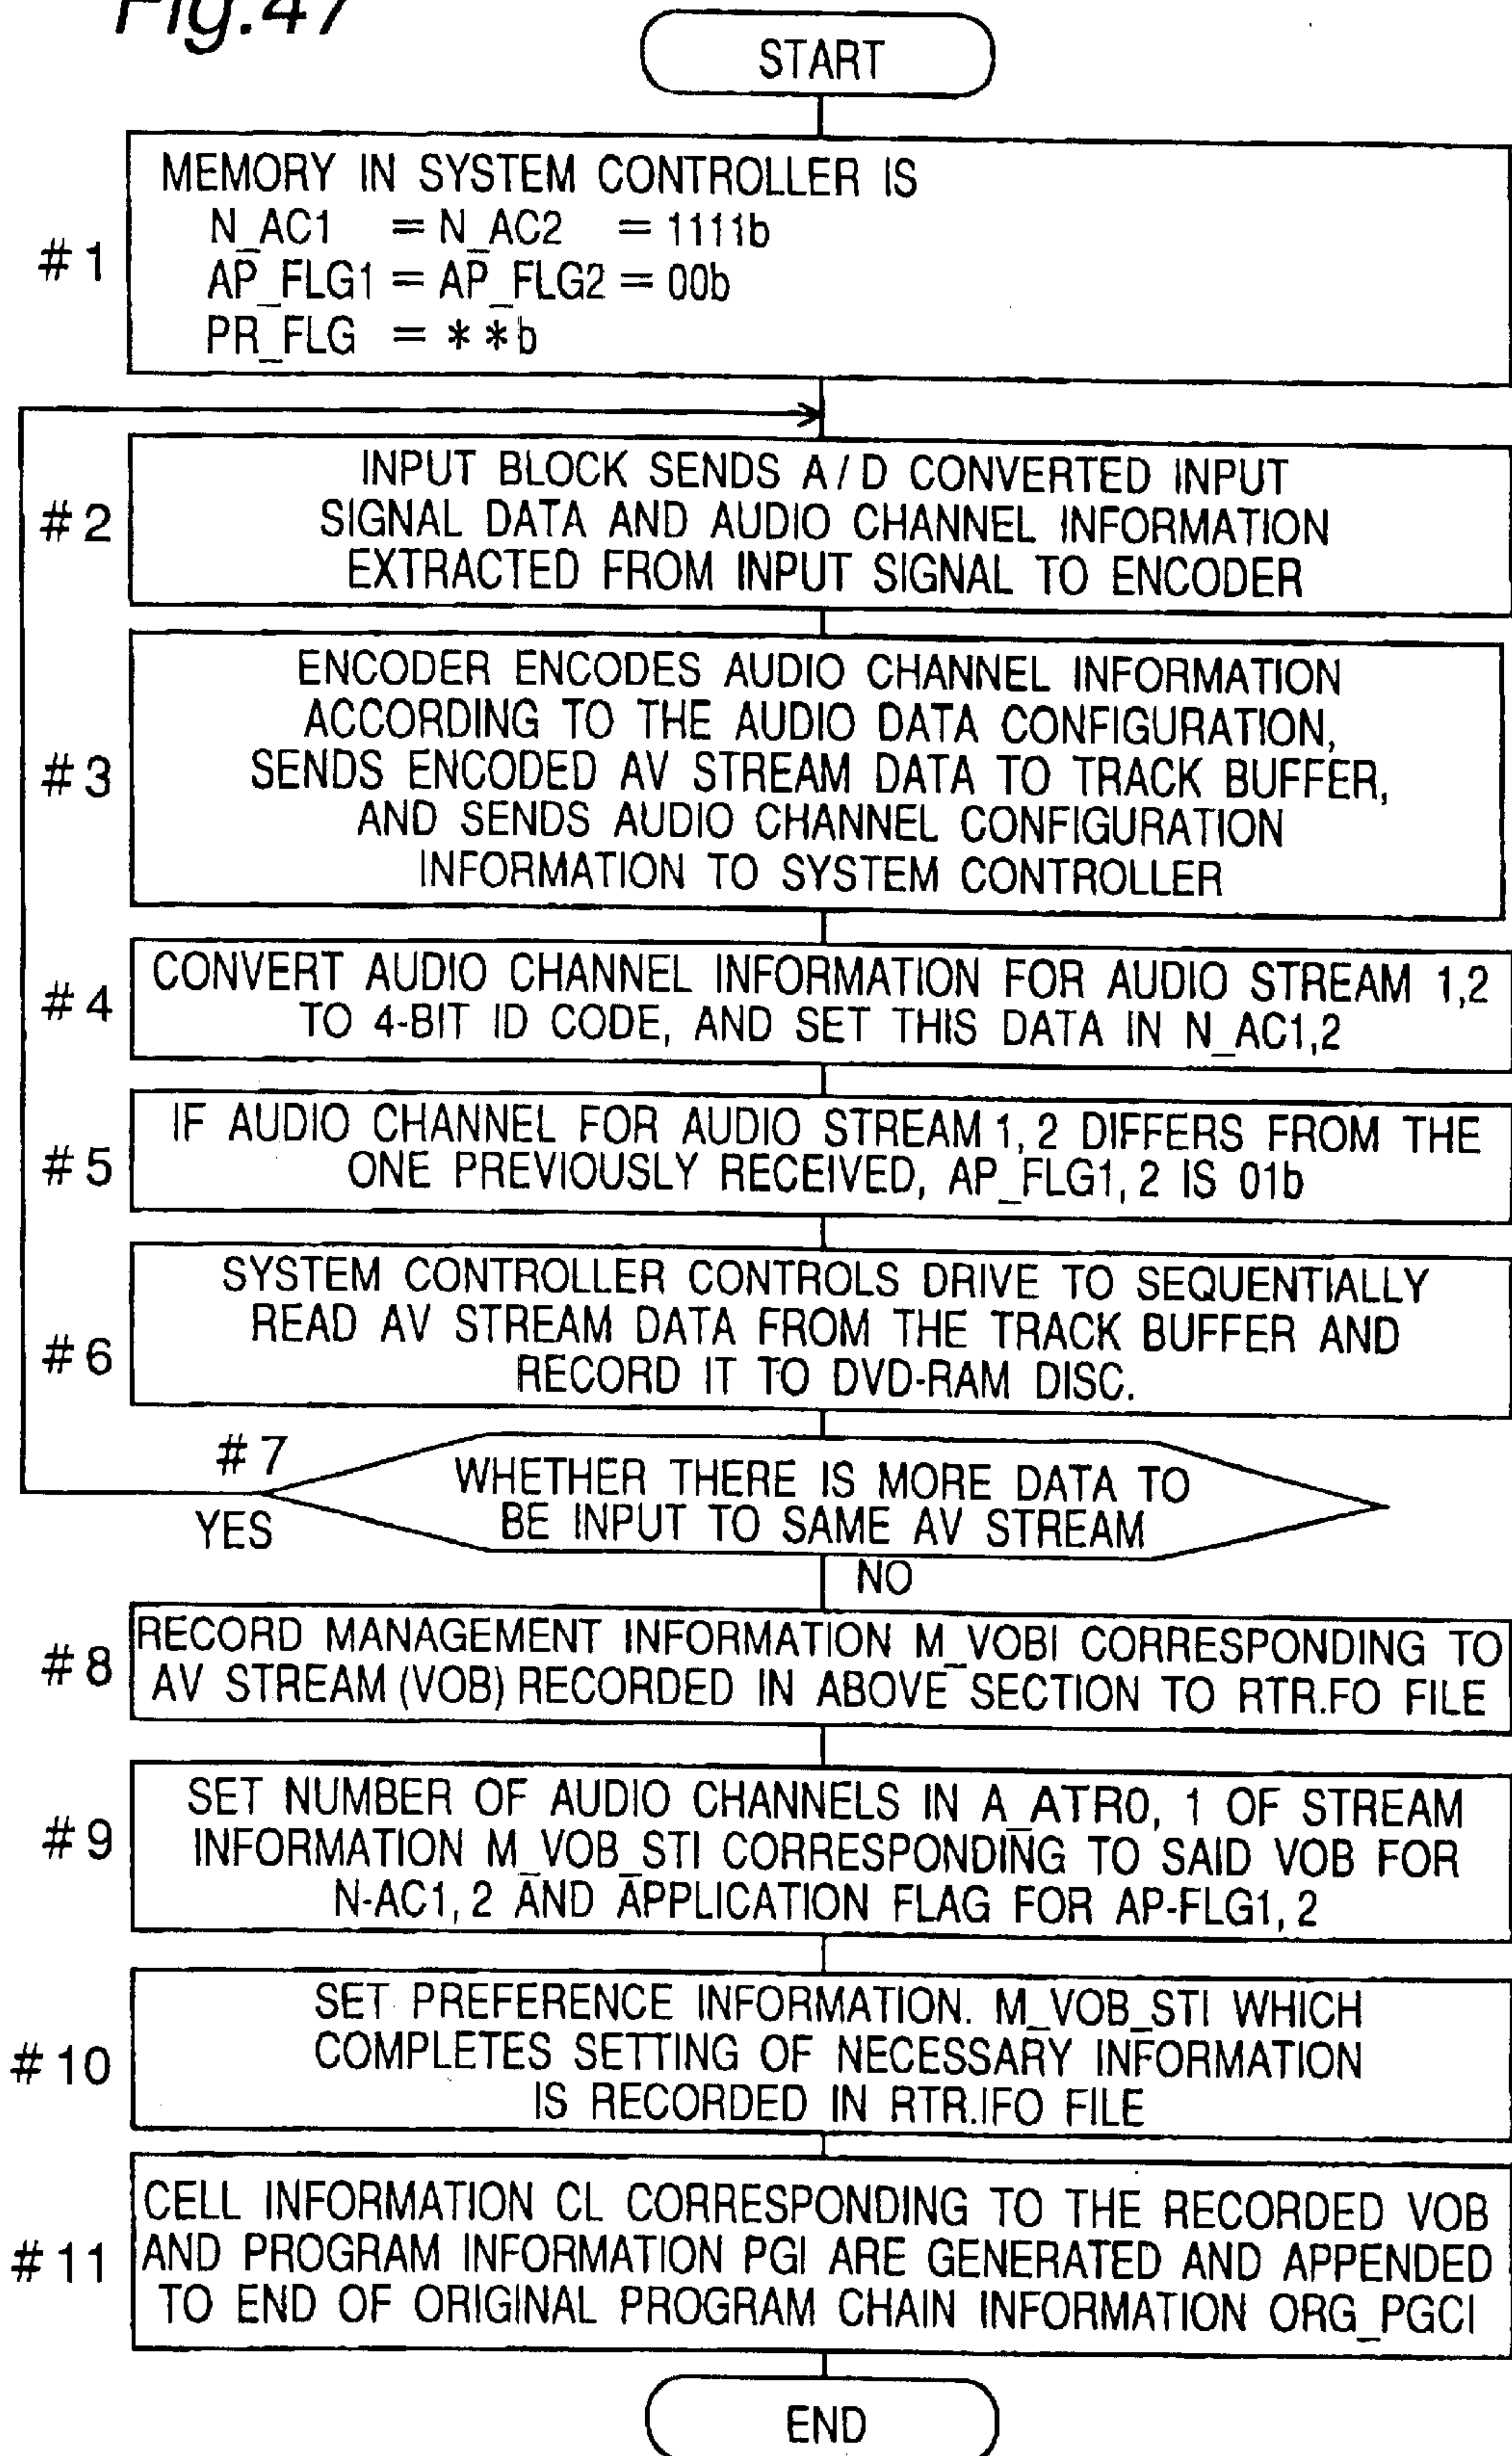 Fig.47
START
#1
MEMORY IN SYSTEM CONTROLLER IS
N_AC1 = N_AC2 = 1111b
AP_FLG1 = AP_FLG2 = 00b
PR_FLG = **b
#2
INPUT BLOCK SENDS A/D CONVERTED INPUT
SIGNAL DATA AND AUDIO CHANNEL INFORMATION
EXTRACTED FROM INPUT SIGNAL TO ENCODER
#3
ENCODER ENCODES AUDIO CHANNEL INFORMATION
ACCORDING TO THE AUDIO DATA CONFIGURATION,
SENDS ENCODED AV STREAM DATA TO TRACK BUFFER,
AND SENDS AUDIO CHANNEL CONFIGURATION
INFORMATION TO SYSTEM CONTROLLER
#4
CONVERT AUDIO CHANNEL INFORMATION FOR AUDIO STREAM 1,2
TO 4-BIT ID CODE, AND SET THIS DATA IN N_AC1,2
#5
IF AUDIO CHANNEL FOR AUDIO STREAM 1, 2 DIFFERS FROM THE
ONE PREVIOUSLY RECEIVED, AP_FLG1, 2 IS 01b
#6
SYSTEM CONTROLLER CONTROLS DRIVE TO SEQUENTIALLY
READ AV STREAM DATA FROM THE TRACK BUFFER AND
RECORD IT TO DVD-RAM DISC.
#7
WHETHER THERE IS MORE DATA TO
BE INPUT TO SAME AV STREAM
YES
NO
#8
RECORD MANAGEMENT INFORMATION M_VOBI CORRESPONDING TO
AV STREAM (VOB) RECORDED IN ABOVE SECTION TO RTR.FO FILE
#9
SET NUMBER OF AUDIO CHANNELS IN A_ATR0, 1 OF STREAM
INFORMATION M_VOB_STI CORRESPONDING TO SAID VOB FOR
N-AC1, 2 AND APPLICATION FLAG FOR AP-FLG1, 2
#10
SET PREFERENCE INFORMATION. M_VOB_STI WHICH
COMPLETES SETTING OF NECESSARY INFORMATION
IS RECORDED IN RTR.IFO FILE
#11
CELL INFORMATION CL CORRESPONDING TO THE RECORDED VOB
AND PROGRAM INFORMATION PGI ARE GENERATED AND APPENDED
TO END OF ORIGINAL PROGRAM CHAIN INFORMATION ORG_PGCI
END